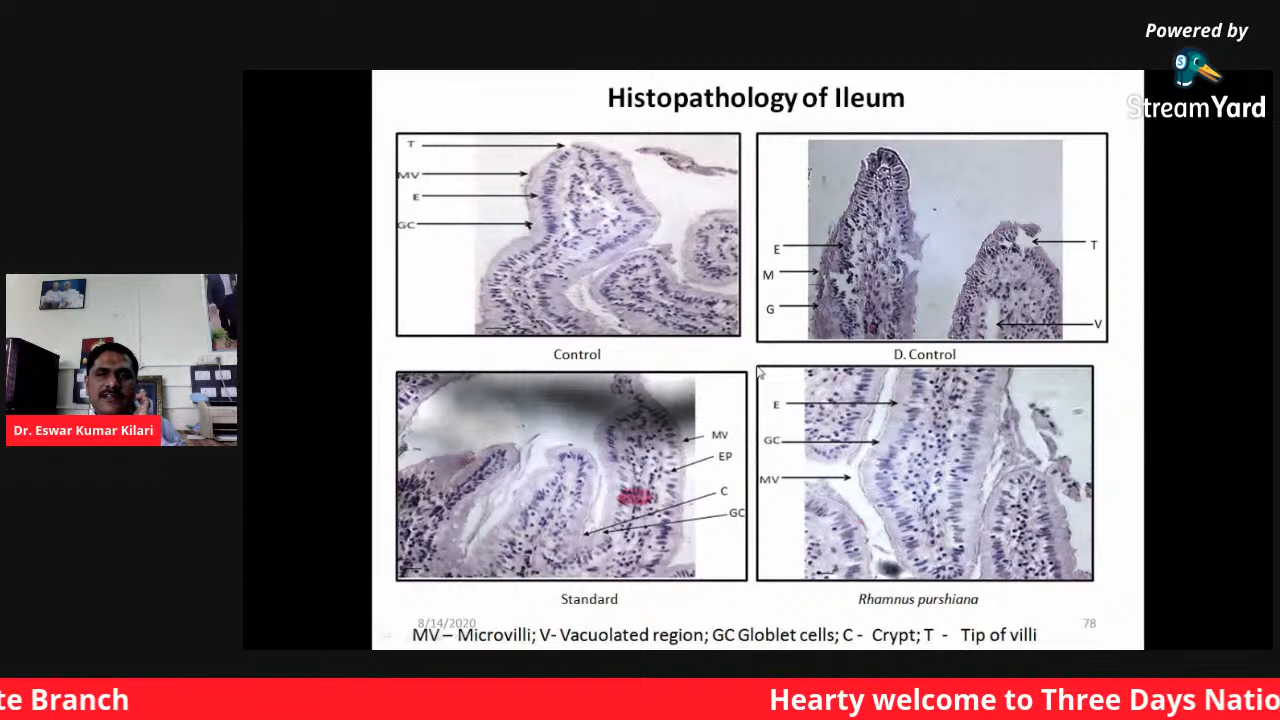 Powered by
StreamYard
Histopathology of Ileum
T
MV
E
GC
Control
E
M
G
T
V
D. Control
MV
EP
C
GC
Standard
E
GC
MV
Rhamnus purshiana
8/14/2020
78
MV – Microvilli; V- Vacuolated region; GC Globlet cells; C - Crypt; T - Tip of villi
Dr. Eswar Kumar Kilari
te Branch
Hearty welcome to Three Days Natio